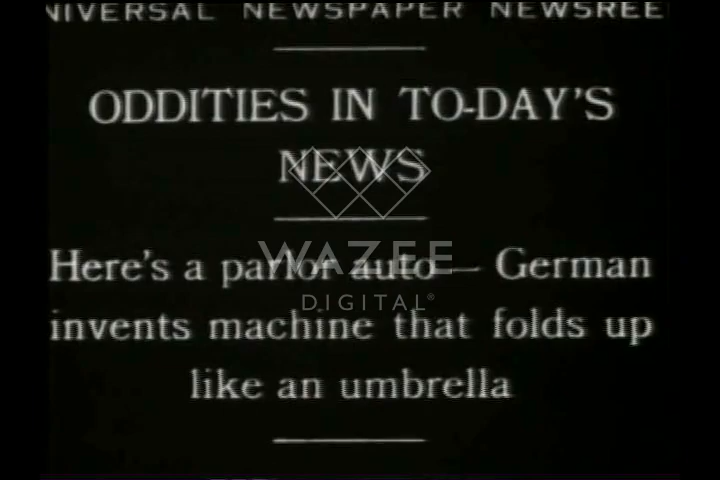 NIVERSAL NEWSPAPER NEWSREE
ODDITIES IN TO-DAY'S
NEWS
WAZEE
DIGITAL®
Here's a parlor auto— German
invents machine that folds up
like an umbrella